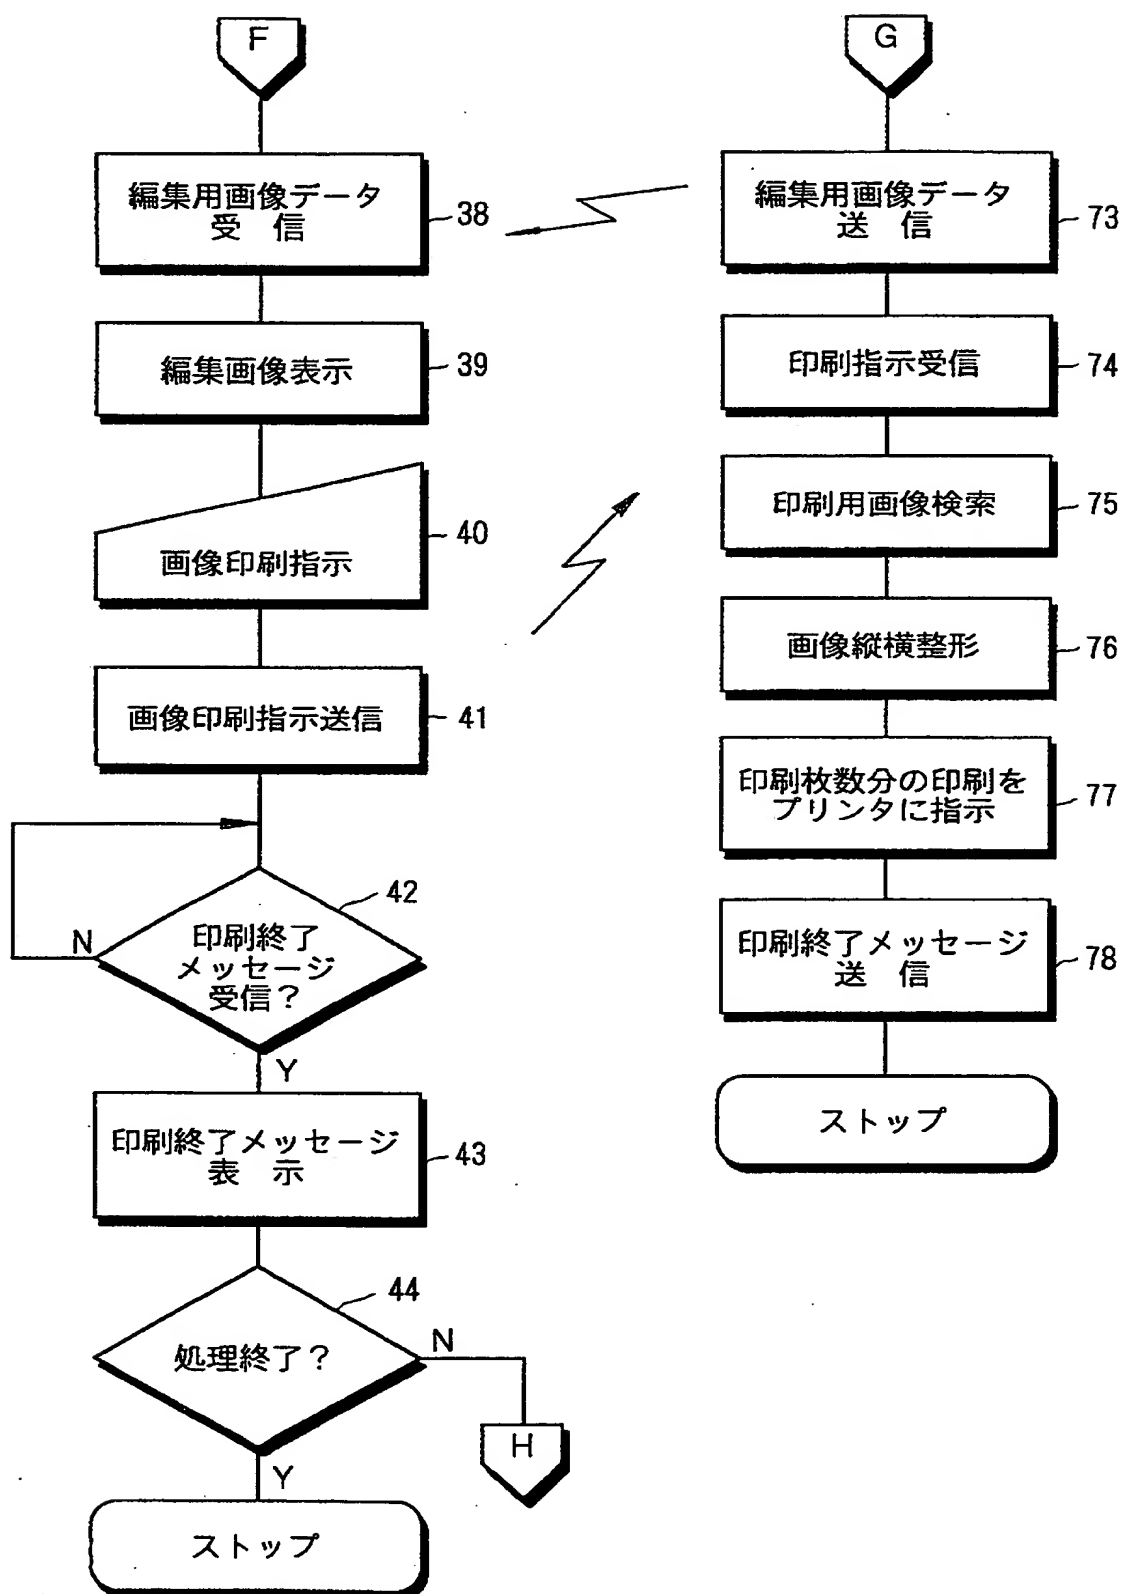 F
編集用画像データ
受 信
38
編集画像表示
39
画像印刷指示
40
画像印刷指示送信
41
印刷終了
メッセージ
受信?
42
N
Y
印刷終了メッセージ
表 示
43
処理終了?
44
N
H
Y
ストップ
G
編集用画像データ
送 信
73
印刷指示受信
74
印刷用画像検索
75
画像縦横整形
76
印刷枚数分の印刷を
プリンタに指示
77
印刷終了メッセージ
送 信
78
ストップ